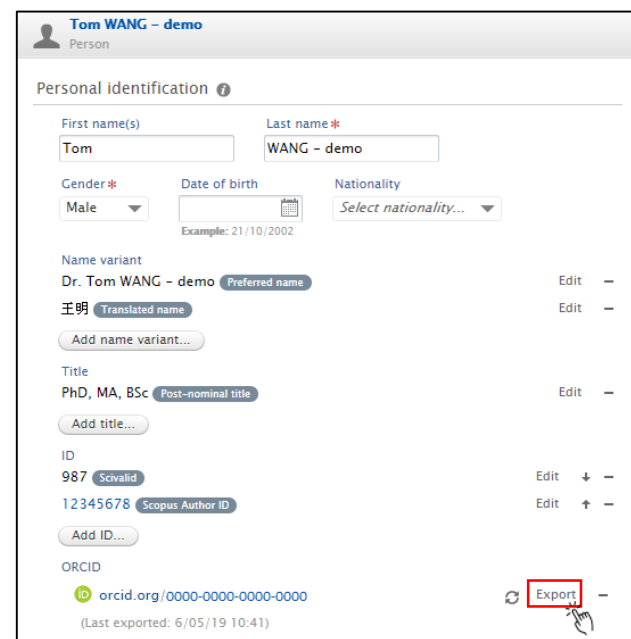 Tom WANG – demo
Person
Personal identification
First name(s) Last name *
Tom WANG – demo
Gender * Date of birth Nationality
Male Select nationality...
Example: 21/10/2002
Name variant
Dr. Tom WANG – demo Preferred name Edit –
王明 Translated name Edit –
Add name variant...
Title
PhD, MA, BSc Post-nominal title Edit –
Add title...
ID
987 Scivalid Edit –
12345678 Scopus Author ID Edit –
Add ID...
ORCID
iD orcid.org/0000-0000-0000-0000 Export –
(Last exported: 6/05/19 10:41)